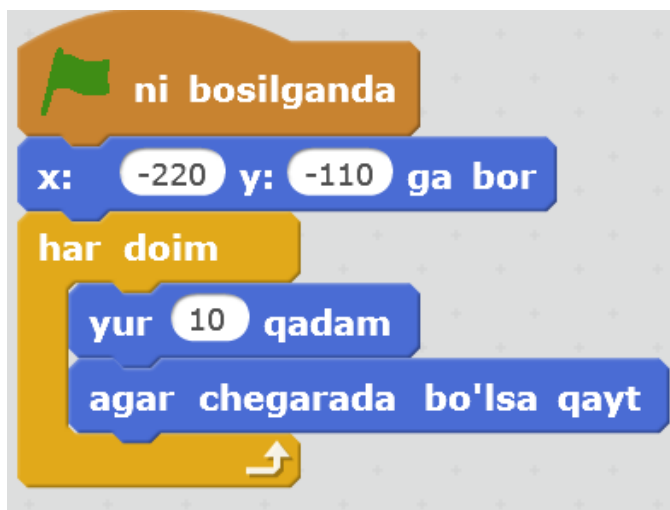 ni bosilganda
x: -220 y: -110 ga bor
har doim
yur 10 qadam
agar chegarada bo'lsa qayt